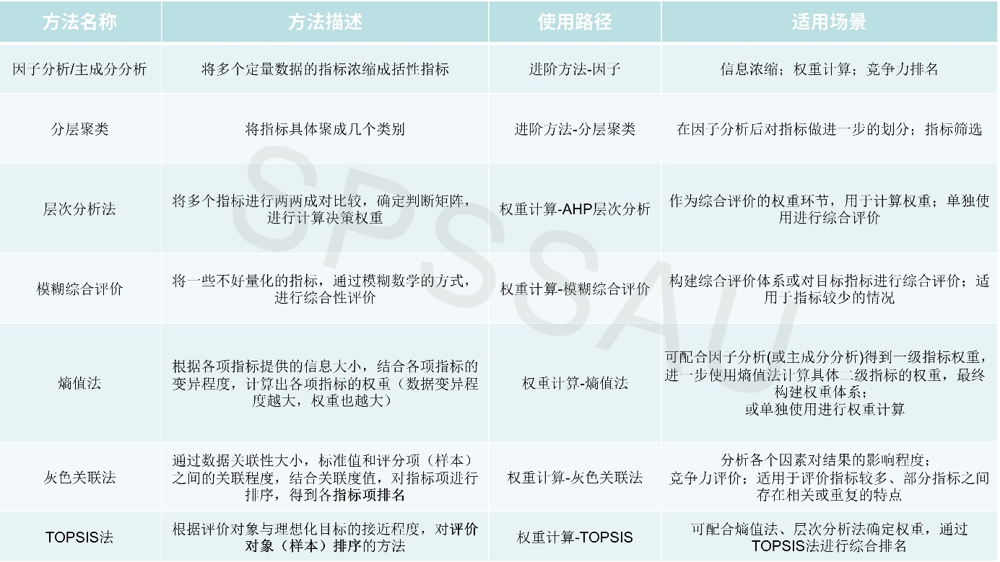 方法名称 方法描述 使用路径 适用场景
因子分析/主成分分析 将多个定量数据的指标浓缩成括性指标 进阶方法-因子 信息浓缩；权重计算；竞争力排名
分层聚类 将指标具体聚成几个类别 进阶方法-分层聚类 在因子分析后对指标做进一步的划分；指标筛选
层次分析法
将多个指标进行两两成对比较，确定判断矩阵，
进行计算决策权重
权重计算-AHP层次分析
作为综合评价的权重环节，用于计算权重；单独使
用进行综合评价
模糊综合评价
将一些不好量化的指标，通过模糊数学的方式，
进行综合性评价
权重计算-模糊综合评价
构建综合评价体系或对目标指标进行综合评价；适
用于指标较少的情况
熵值法
根据各项指标提供的信息大小，结合各项指标的
变异程度，计算出各项指标的权重（数据变异程
度越大，权重也越大）
权重计算-熵值法
可配合因子分析(或主成分分析)得到一级指标权重，
进一步使用熵值法计算具体二级指标的权重，最终
构建权重体系；
或单独使用进行权重计算
灰色关联法
通过数据关联性大小，标准值和评分项（样本）
之间的关联程度，结合关联度值，对指标项进行
排序，得到各指标项排名
权重计算-灰色关联法
分析各个因素对结果的影响程度；
竞争力评价；适用于评价指标较多、部分指标之间
存在相关或重复的特点
TOPSIS法
根据评价对象与理想化目标的接近程度，对评价
对象（样本）排序的方法
权重计算-TOPSIS
可配合熵值法、层次分析法确定权重，通过
TOPSIS法进行综合排名
SPSSAU